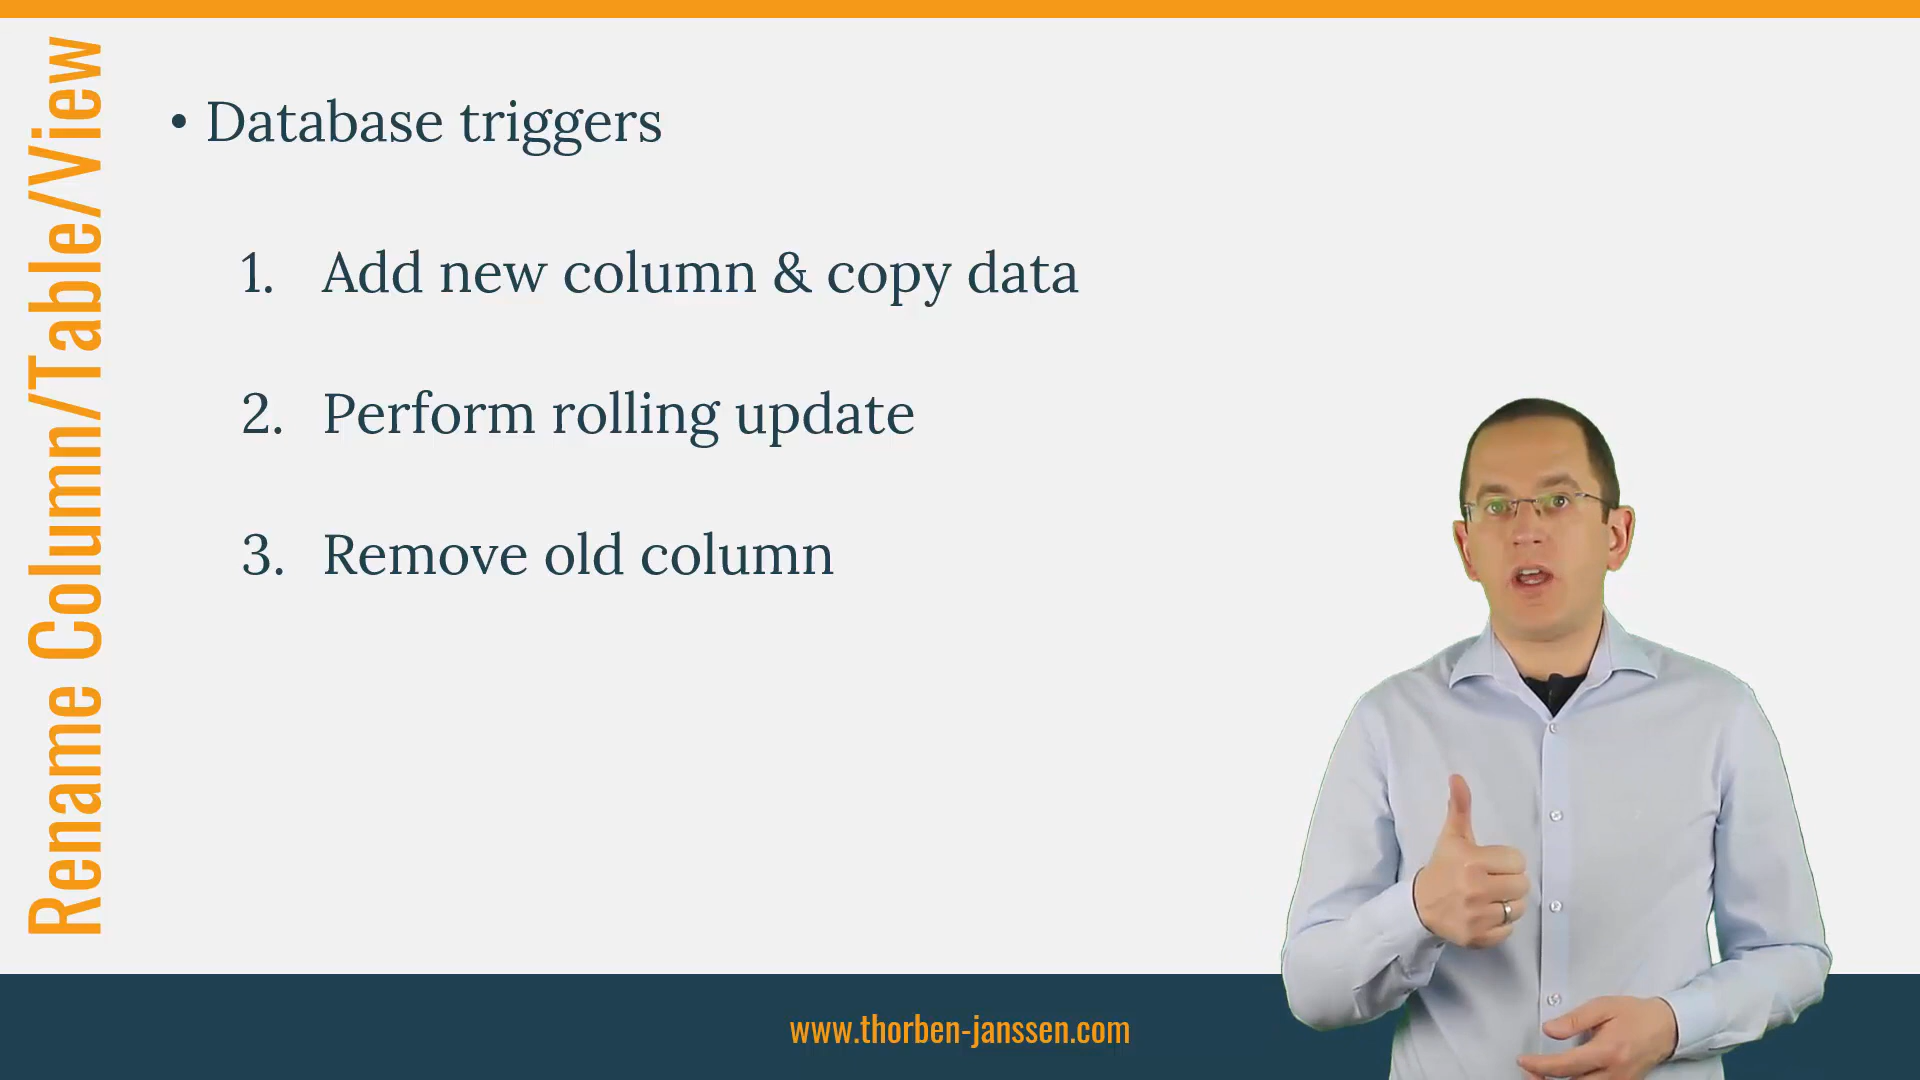 Rename Column/Table/View
• Database triggers
1. Add new column & copy data
2. Perform rolling update
3. Remove old column
www.thorben-janssen.com